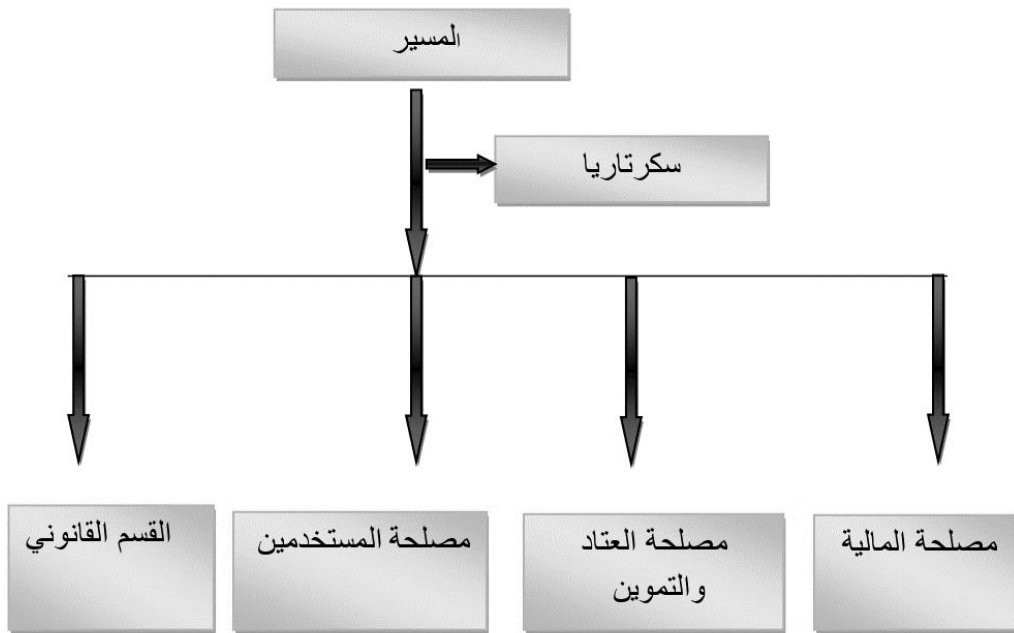 المسير
سكرتاريا
مصلحة المالية
مصلحة العتاد
والتموين
مصلحة المستخدمين
القسم القانوني